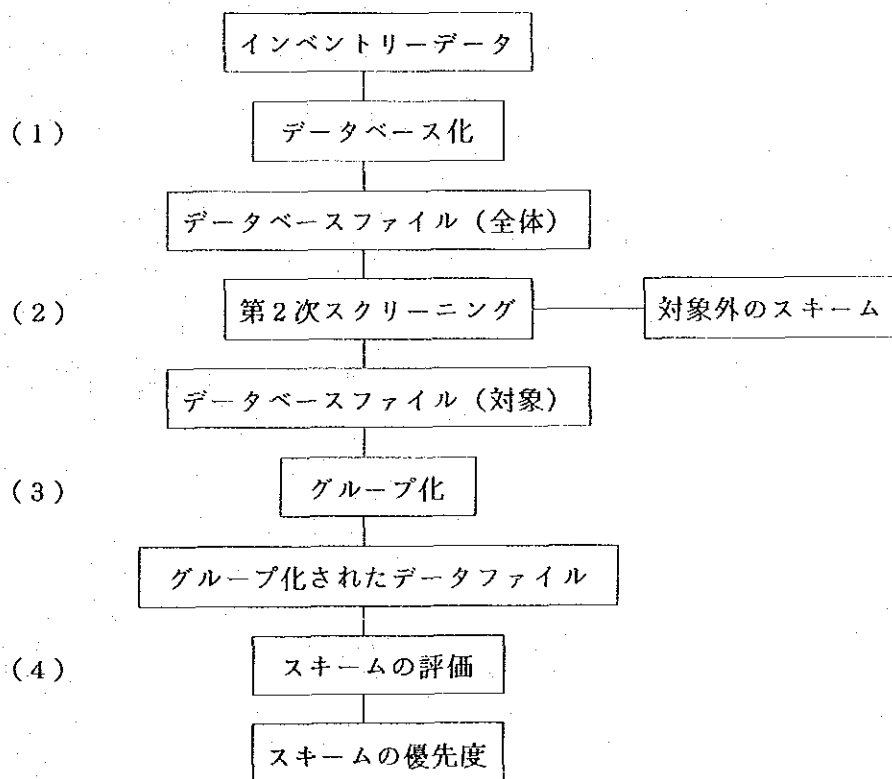 インベントリーデータ
(1) データベース化
データベースファイル(全体)
(2) 第2次スクリーニング 対象外のスキーム
データベースファイル(対象)
(3) グループ化
グループ化されたデータファイル
(4) スキームの評価
スキームの優先度